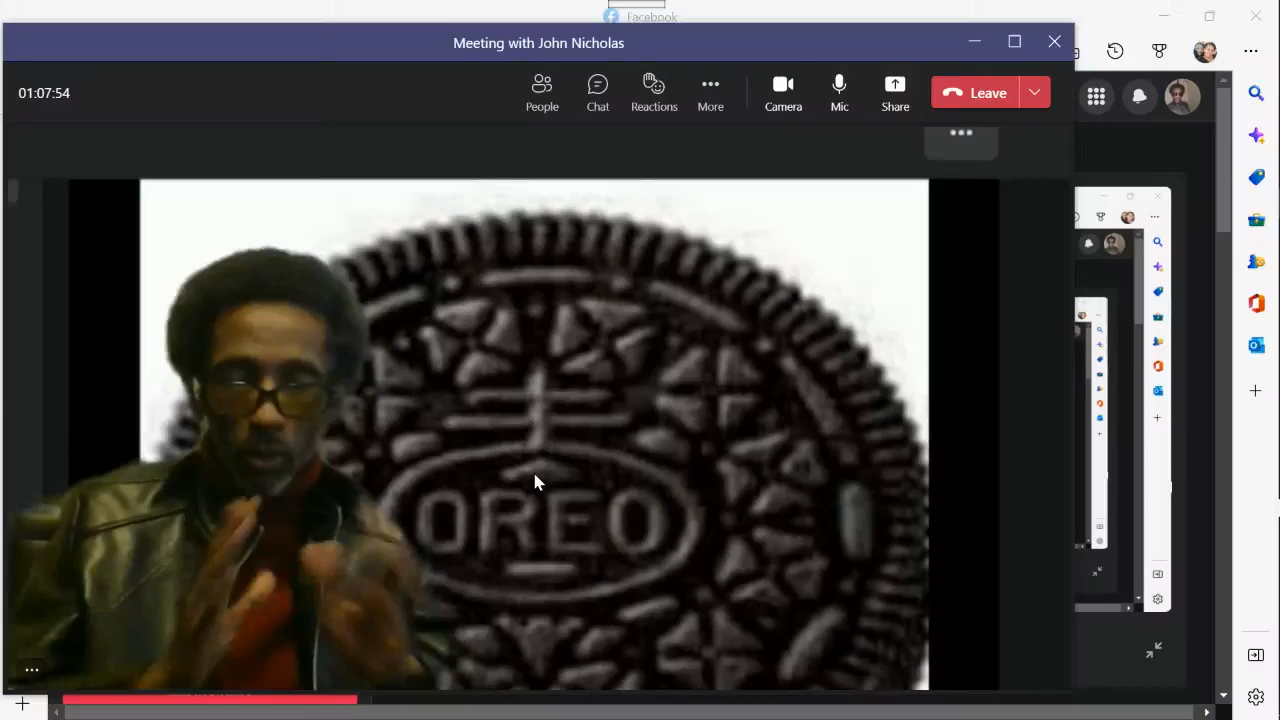 Facebook
Meeting with John Nicholas
01:07:54
People
Chat
Reactions
More
Camera
Mic
Share
Leave
OREO